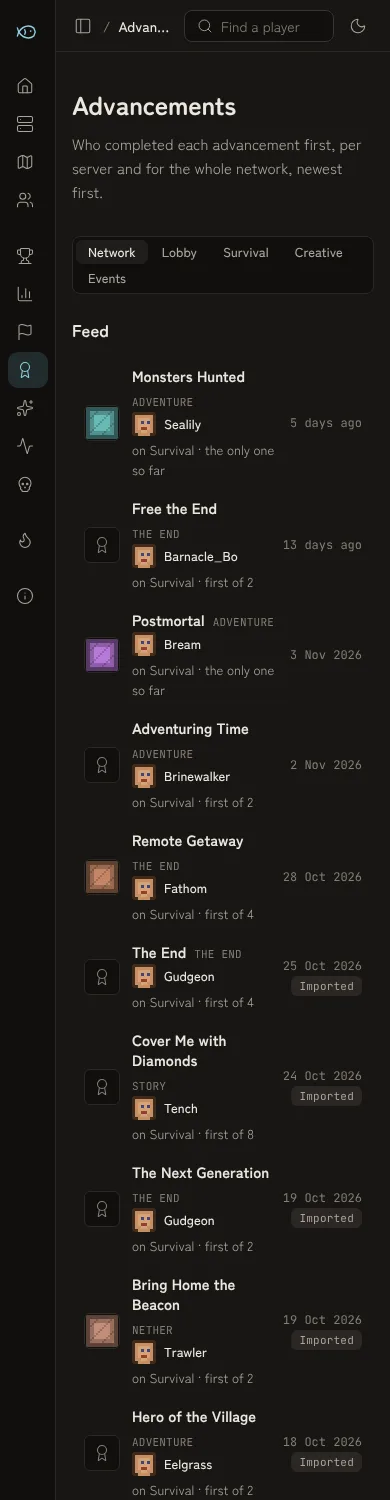 / Advan...
Find a player
Advancements
Who completed each advancement first, per
server and for the whole network, newest
first.
Network Lobby Survival Creative
Events
Feed
Monsters Hunted
ADVENTURE
Sealily
5 days ago
on Survival · the only one
so far
Free the End
THE END
Barnacle_Bo
13 days ago
on Survival · first of 2
Postmortal ADVENTURE
Bream
3 Nov 2026
on Survival · the only one
so far
Adventuring Time
ADVENTURE
Brinewalker
2 Nov 2026
on Survival · first of 2
Remote Getaway
THE END
Fathom
28 Oct 2026
on Survival · first of 4
The End THE END
Gudgeon
25 Oct 2026
Imported
on Survival · first of 4
Cover Me with
Diamonds
STORY
Tench
24 Oct 2026
Imported
on Survival · first of 8
The Next Generation
THE END
Gudgeon
19 Oct 2026
Imported
on Survival · first of 2
Bring Home the
Beacon
NETHER
Trawler
19 Oct 2026
Imported
on Survival · first of 2
Hero of the Village
ADVENTURE
Eelgrass
18 Oct 2026
Imported
on Survival · first of 2